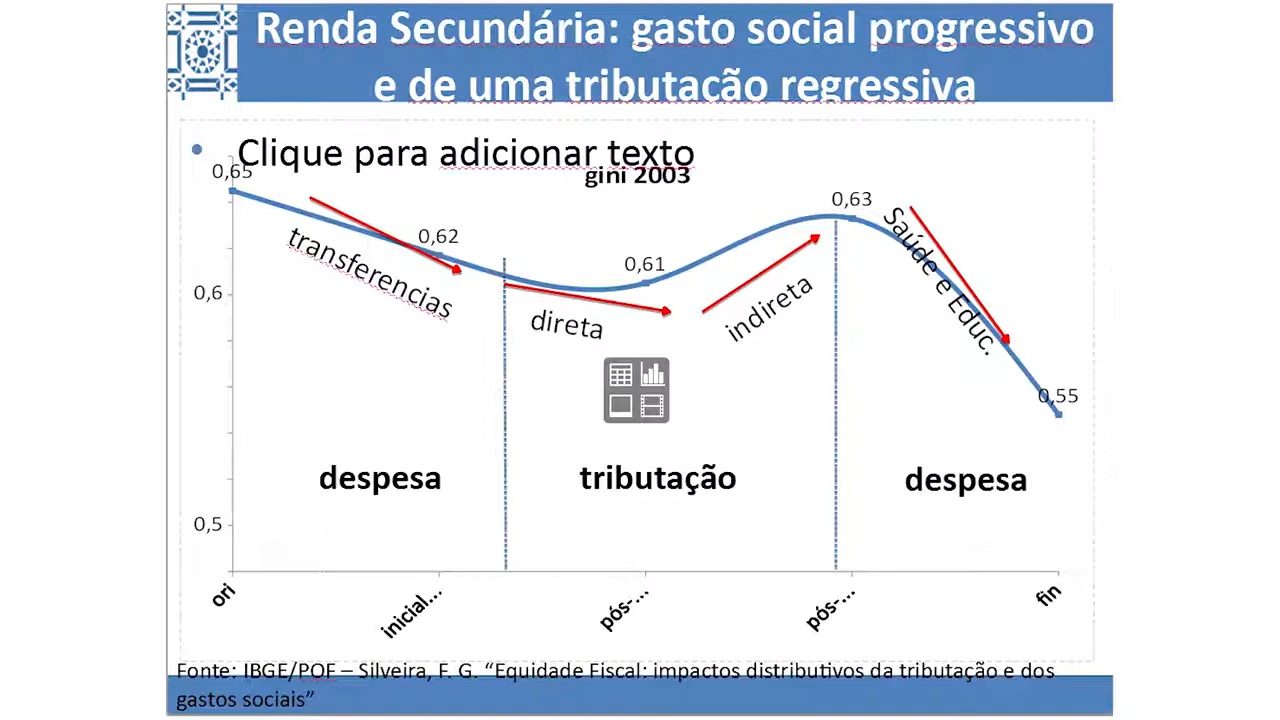 Renda Secundária: gasto social progressivo
e de uma tributação regressiva
• Clique para adicionar texto
gini 2003
0,65
0,62
0,61
0,63
0,55
0,6
0,5
transferencias
direta
indireta
Saúde e Educ.
despesa
tributação
despesa
ori
inicial...
pós-...
pós-...
fin
Fonte: IBGE/POF – Silveira, F. G. “Equidade Fiscal: impactos distributivos da tributação e dos
gastos sociais”